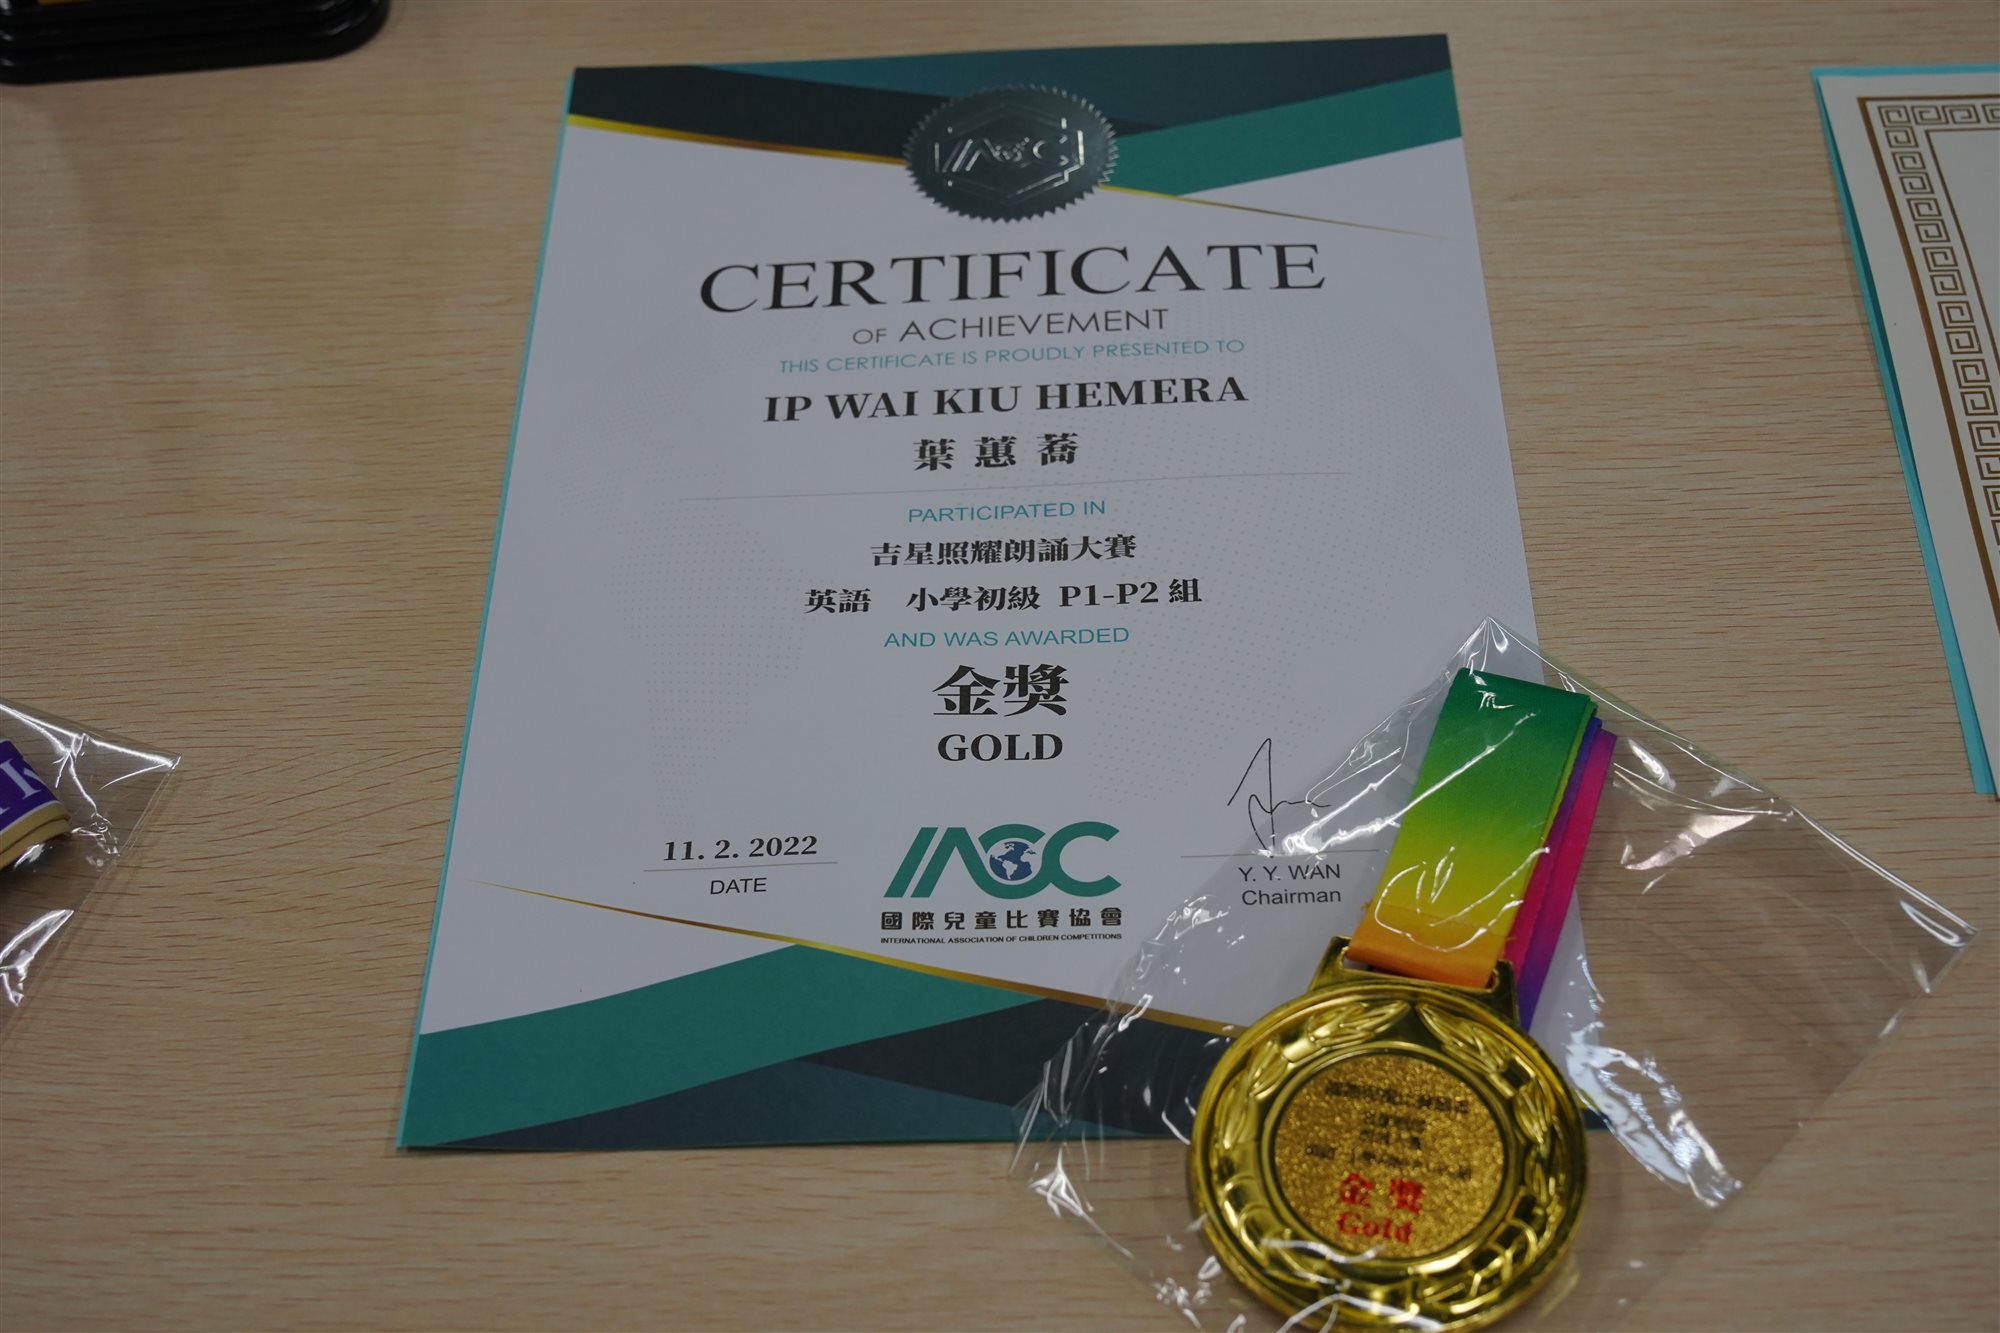 IACC
CERTIFICATE
OF ACHIEVEMENT
THIS CERTIFICATE IS PROUDLY PRESENTED TO
IP WAI KIU HEMERA
葉蕙蕎
PARTICIPATED IN
吉星照耀朗誦大賽
英語 小學初級 P1-P2 組
AND WAS AWARDED
金獎
GOLD
11. 2. 2022
DATE
IACC
國際兒童比賽協會
INTERNATIONAL ASSOCIATION OF CHILDREN COMPETITIONS
Y. Y. WAN
Chairman
金獎
Gold